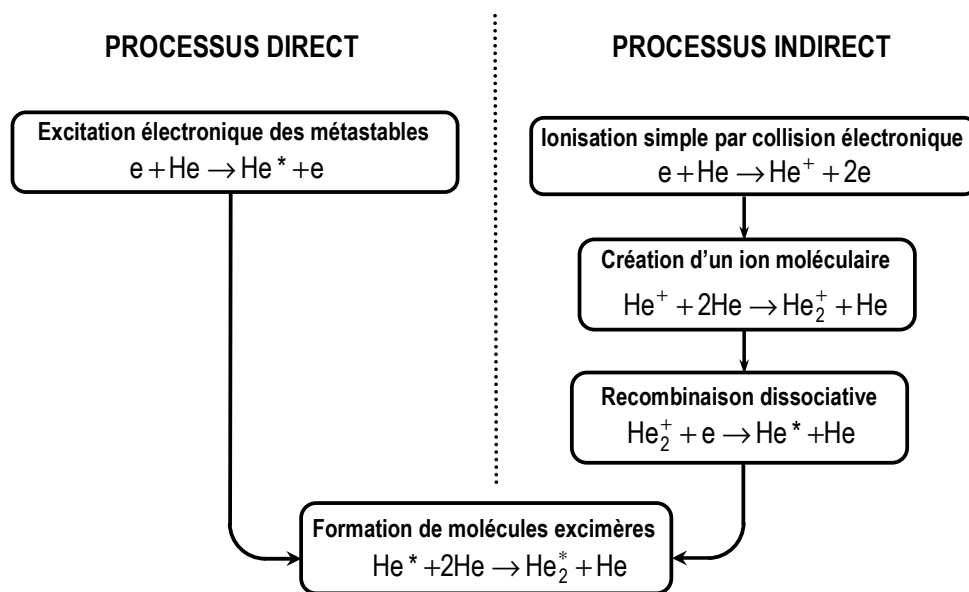 PROCESSUS DIRECT
Excitation électronique des métastables
e + He → He * + e
PROCESSUS INDIRECT
Ionisation simple par collision électronique
e + He → He⁺ + 2e
Création d'un ion moléculaire
He⁺ + 2He → He₂⁺ + He
Recombinaison dissociative
He₂⁺ + e → He * + He
Formation de molécules excimères
He * + 2He → He₂* + He